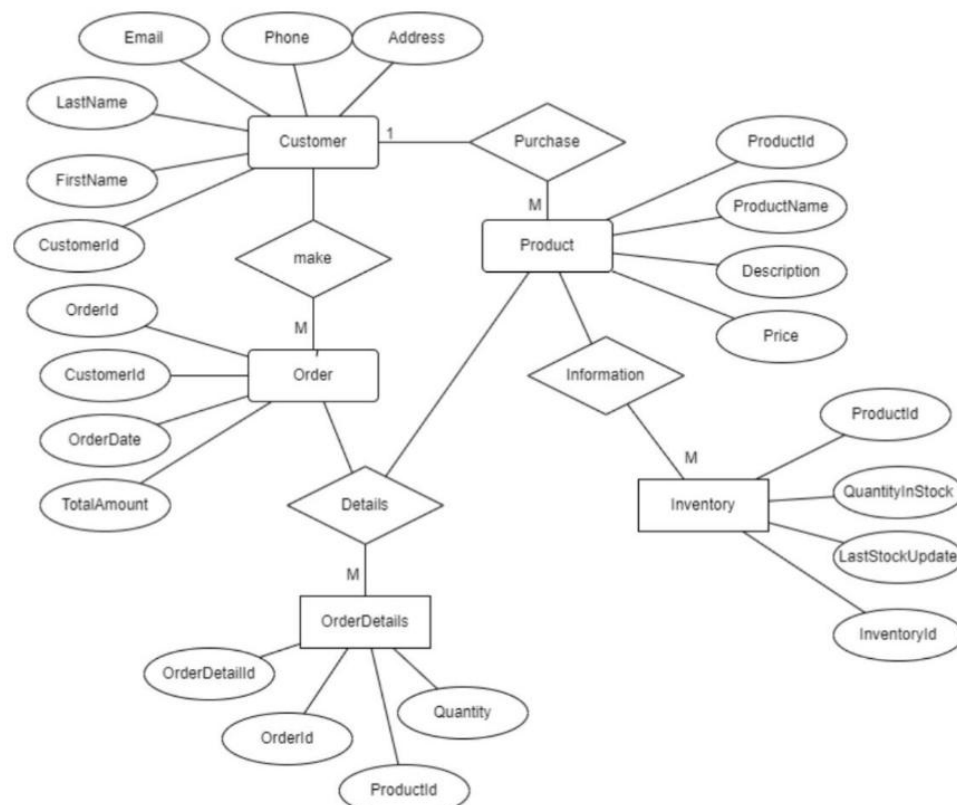 Email
Phone
Address
LastName
Customer
1
Purchase
ProductId
FirstName
ProductName
M
CustomerId
make
Product
Description
OrderId
M
Price
CustomerId
Order
Information
OrderDate
ProductId
M
TotalAmount
Details
Inventory
QuantityInStock
LastStockUpdate
M
OrderDetails
InventoryId
OrderDetailId
Quantity
OrderId
ProductId